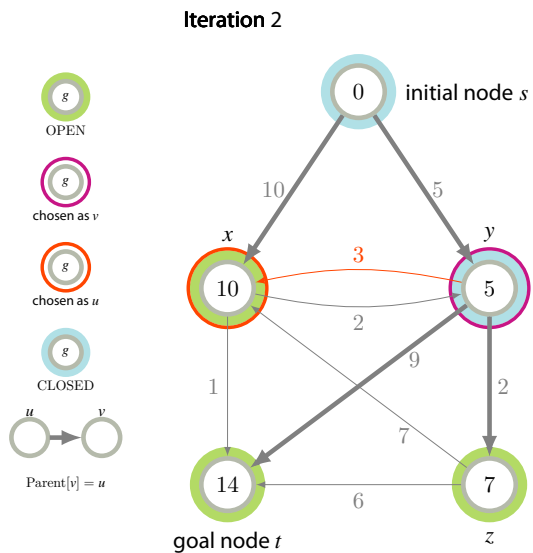 Iteration 2
g
OPEN
g
chosen as v
g
chosen as u
g
CLOSED
u v
Parent[v] = u
0 initial node s
10 5
x y
3
10 5
2
9
1 2
7
14 6 7
goal node t z